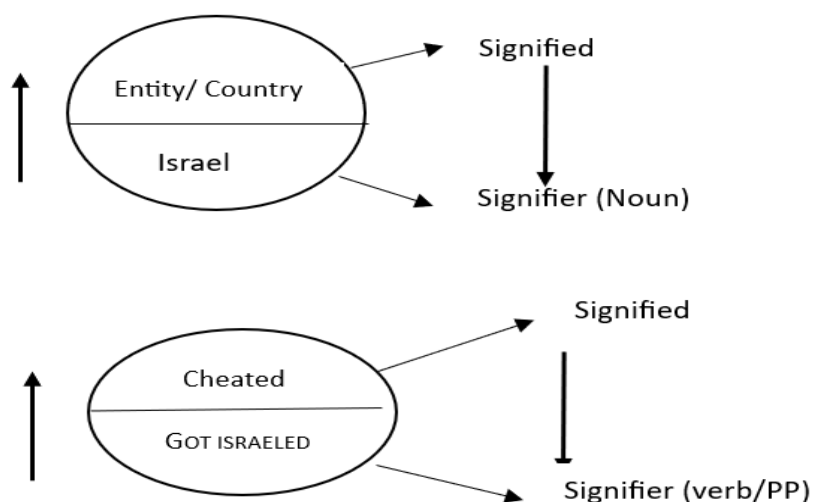 Signified
Entity/ Country
Israel
Signifier (Noun)
Signified
Cheated
GOT ISRAELED
Signifier (verb/PP)